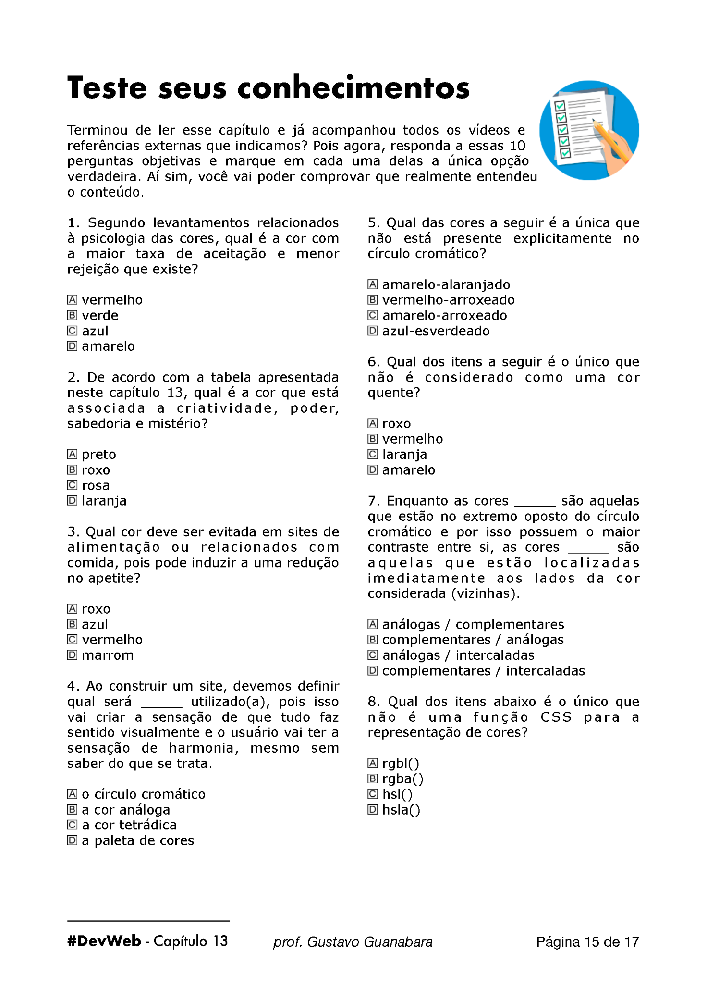 Teste seus conhecimentos
Terminou de ler esse capítulo e já acompanhou todos os vídeos e
referências externas que indicamos? Pois agora, responda a essas 10
perguntas objetivas e marque em cada uma delas a única opção
verdadeira. Aí sim, você vai poder comprovar que realmente entendeu
o conteúdo.
1. Segundo levantamentos relacionados
à psicologia das cores, qual é a cor com
a maior taxa de aceitação e menor
rejeição que existe?
A vermelho
B verde
C azul
D amarelo
2. De acordo com a tabela apresentada
neste capítulo 13, qual é a cor que está
associada a criatividade, poder,
sabedoria e mistério?
A preto
B roxo
C rosa
D laranja
3. Qual cor deve ser evitada em sites de
alimentação ou relacionados com
comida, pois pode induzir a uma redução
no apetite?
A roxo
B azul
C vermelho
D marrom
4. Ao construir um site, devemos definir
qual será ______ utilizado(a), pois isso
vai criar a sensação de que tudo faz
sentido visualmente e o usuário vai ter a
sensação de harmonia, mesmo sem
saber do que se trata.
A o círculo cromático
B a cor análoga
C a cor tetrádica
D a paleta de cores
5. Qual das cores a seguir é a única que
não está presente explicitamente no
círculo cromático?
A amarelo-alaranjado
B vermelho-arroxeado
C amarelo-arroxeado
D azul-esverdeado
6. Qual dos itens a seguir é o único que
não é considerado como uma cor
quente?
A roxo
B vermelho
C laranja
D amarelo
7. Enquanto as cores ______ são aquelas
que estão no extremo oposto do círculo
cromático e por isso possuem o maior
contraste entre si, as cores ______ são
aquelas que estão localizadas
imediatamente aos lados da cor
considerada (vizinhas).
A análogas / complementares
B complementares / análogas
C análogas / intercaladas
D complementares / intercaladas
8. Qual dos itens abaixo é o único que
não é uma função CSS para a
representação de cores?
A rgbl()
B rgba()
C hsl()
D hsla()
#DevWeb - Capítulo 13 prof. Gustavo Guanabara Página 15 de 17